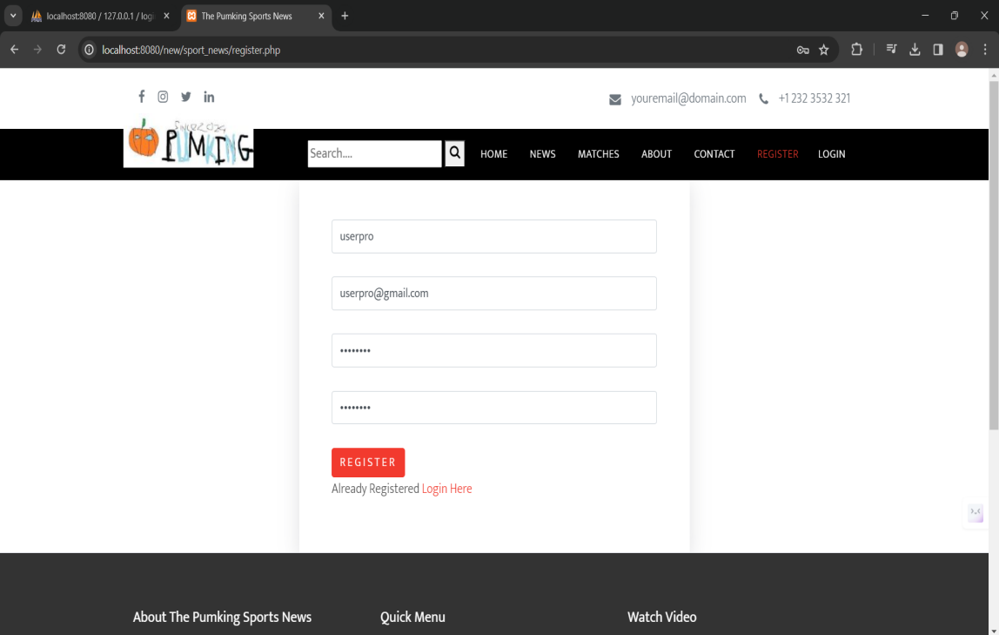 localhost:8080 / 127.0.0.1 / logi
The Pumking Sports News
localhost:8080/new/sport_news/register.php
youremail@domain.com
+1 232 3532 321
PUMKING
Search....
HOME
NEWS
MATCHES
ABOUT
CONTACT
REGISTER
LOGIN
userpro
userpro@gmail.com
••••••••
••••••••
REGISTER
Already Registered Login Here
About The Pumking Sports News
Quick Menu
Watch Video